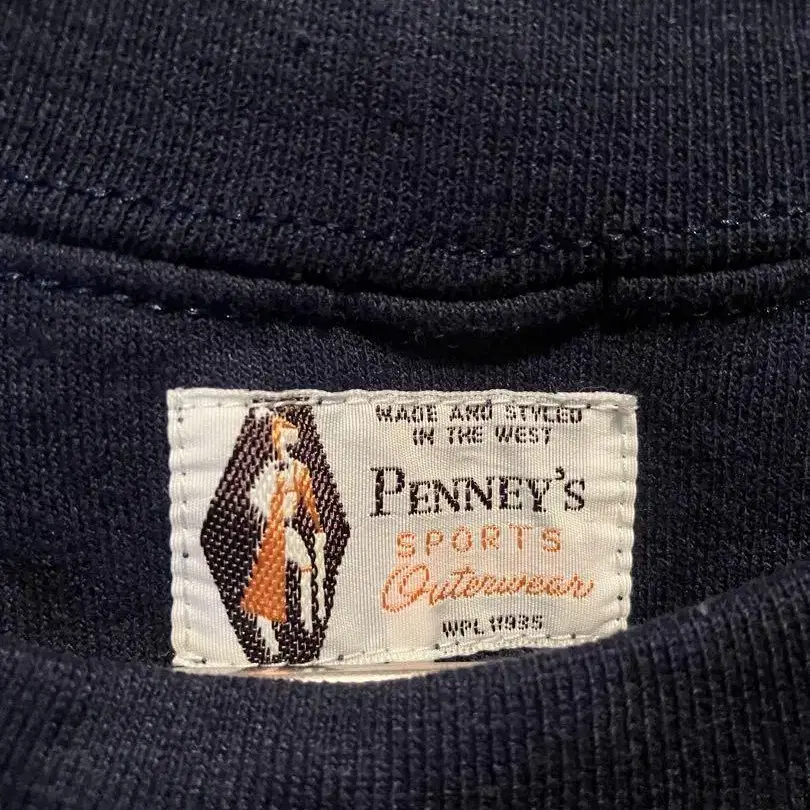 MADE AND STYLED
IN THE WEST
PENNEY'S
SPORTS
Outerwear
WPL 11935